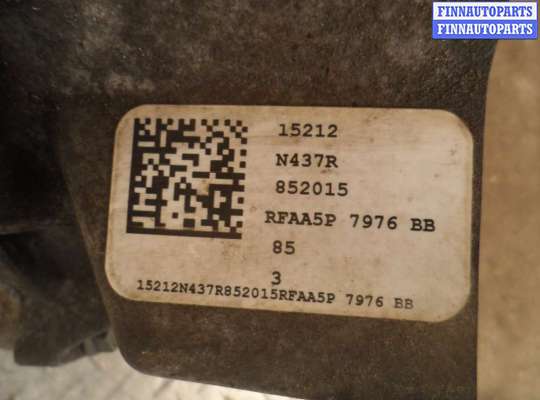 FINNAUTOPARTS
FINNAUTOPARTS
15212
N437R
852015
RFAA5P 7976 BB
85
3
15212N437R852015RFAA5P 7976 BB